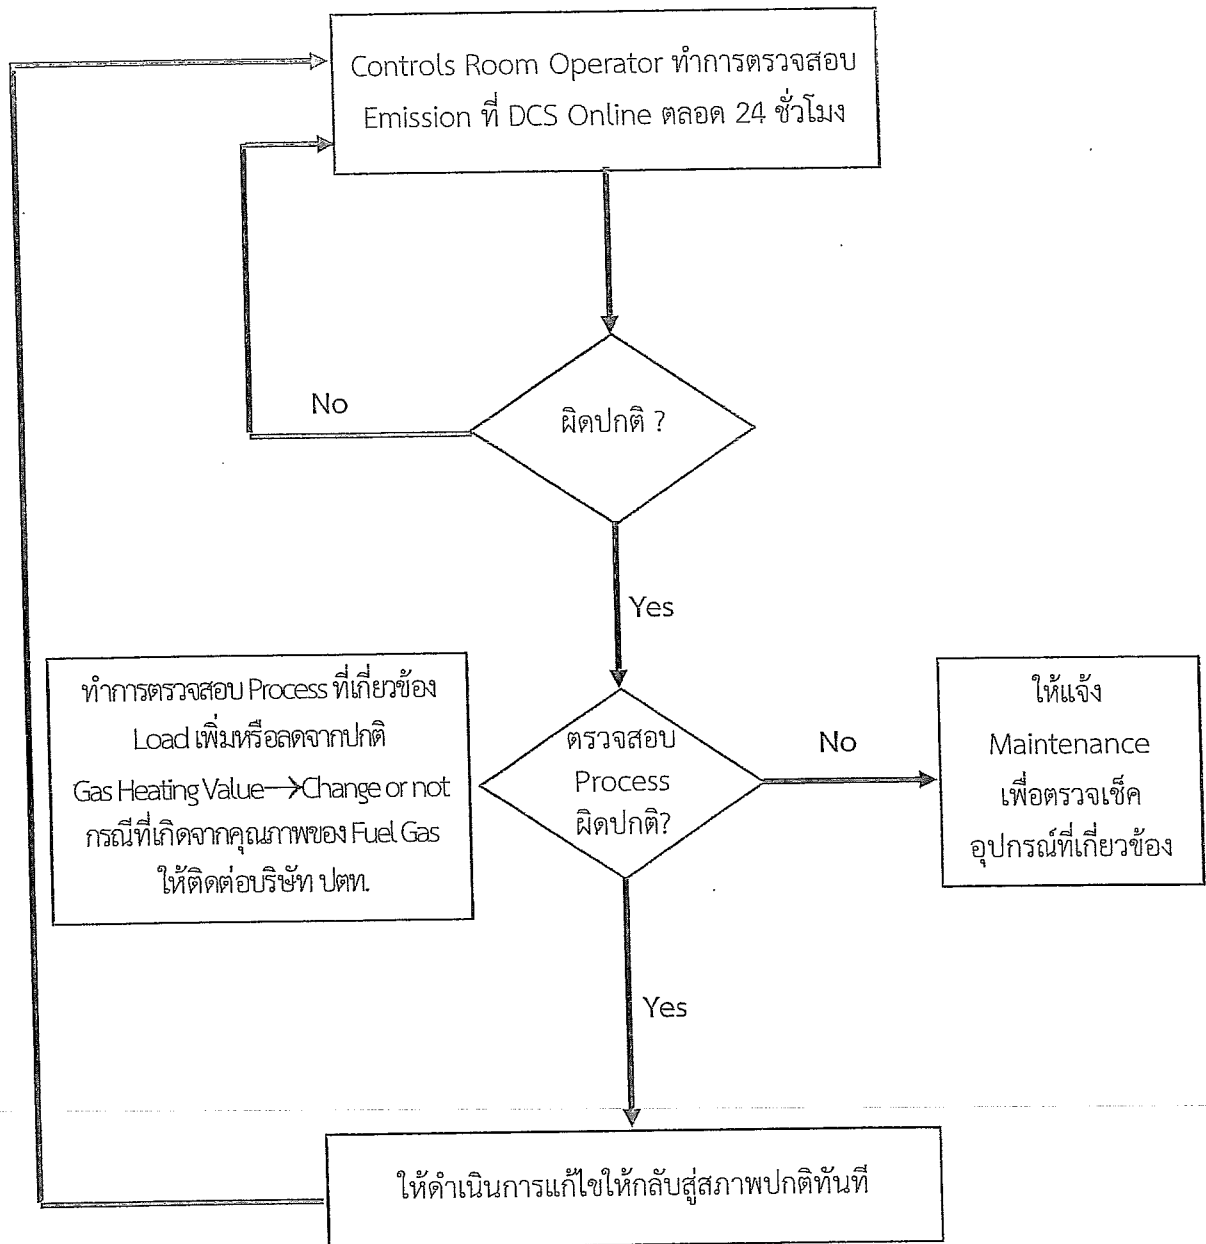 Controls Room Operator ทำการตรวจสอบ
Emission ที่ DCS Online ตลอด 24 ชั่วโมง
No
ผิดปกติ ?
Yes
ทำการตรวจสอบ Process ที่เกี่ยวข้อง
Load เพิ่มหรือลดจากปกติ
Gas Heating Value→Change or not
กรณีที่เกิดจากคุณภาพของ Fuel Gas
ให้ติดต่อบริษัท ปตท.
ตรวจสอบ
Process
ผิดปกติ?
No
ให้แจ้ง
Maintenance
เพื่อตรวจเช็ค
อุปกรณ์ที่เกี่ยวข้อง
Yes
ให้ดำเนินการแก้ไขให้กลับสู่สภาพปกติทันที